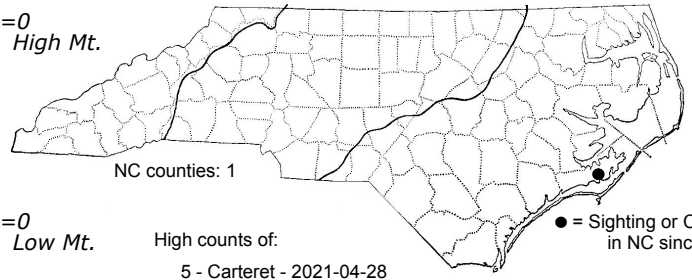 =0
High Mt.
NC counties: 1
=0
Low Mt.
High counts of:
5 - Carteret - 2021-04-28
● = Sighting or
in NC